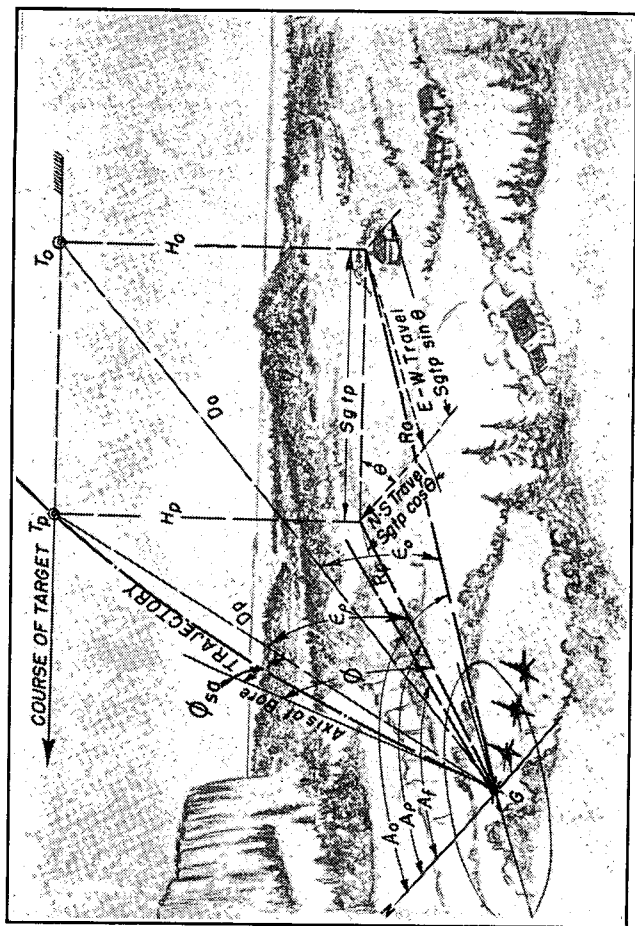 COURSE OF TARGET
Tp
To
Hp
Ho
Do
Dp
TRAJECTORY
Axis of Bore
ϕsa
ϕ
Ep
Eo
Sgtp
θ
N-S Travel
Sgtp cos θ
Ro
E-W Travel
Sgtp sin θ
Rp
Ao
Ap
Af
N
G